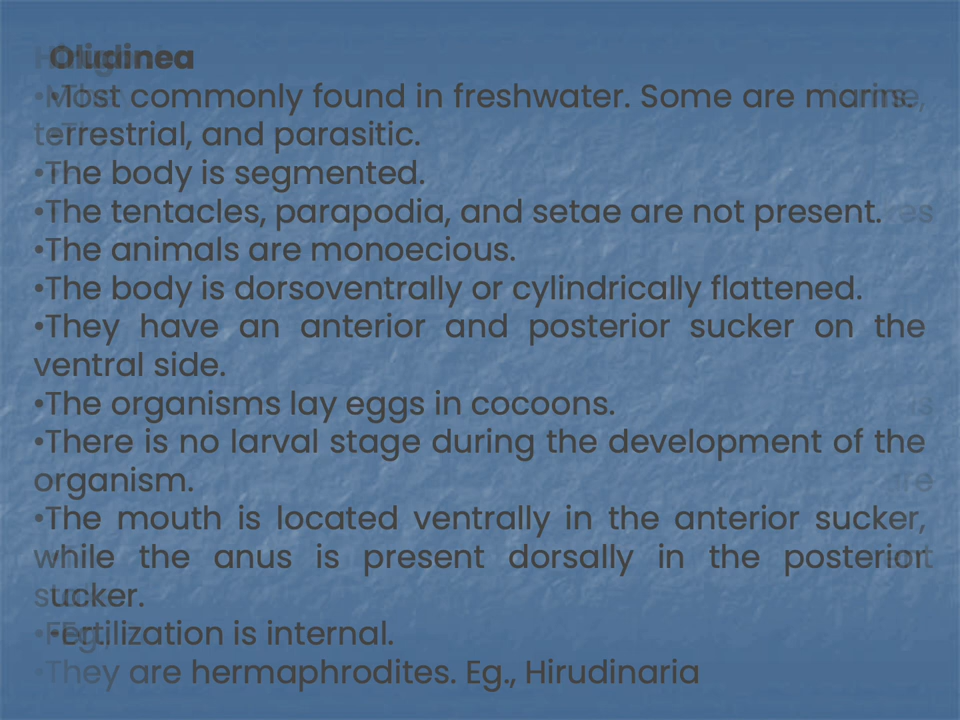 Hirudinea
•Most commonly found in freshwater. Some are marine,
terrestrial, and parasitic.
•The body is segmented.
•The tentacles, parapodia, and setae are not present.
•The animals are monoecious.
•The body is dorsoventrally or cylindrically flattened.
•They have an anterior and posterior sucker on the
ventral side.
•The organisms lay eggs in cocoons.
•There is no larval stage during the development of the
organism.
•The mouth is located ventrally in the anterior sucker,
while the anus is present dorsally in the posterior
sucker.
•Fertilization is internal.
•They are hermaphrodites. Eg., Hirudinaria